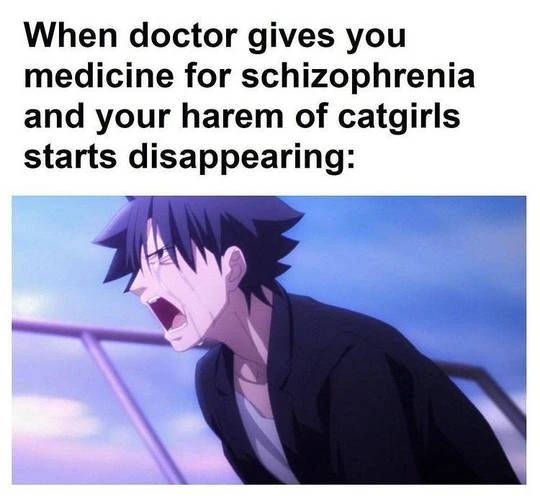 When doctor gives you
medicine for schizophrenia
and your harem of catgirls
starts disappearing: